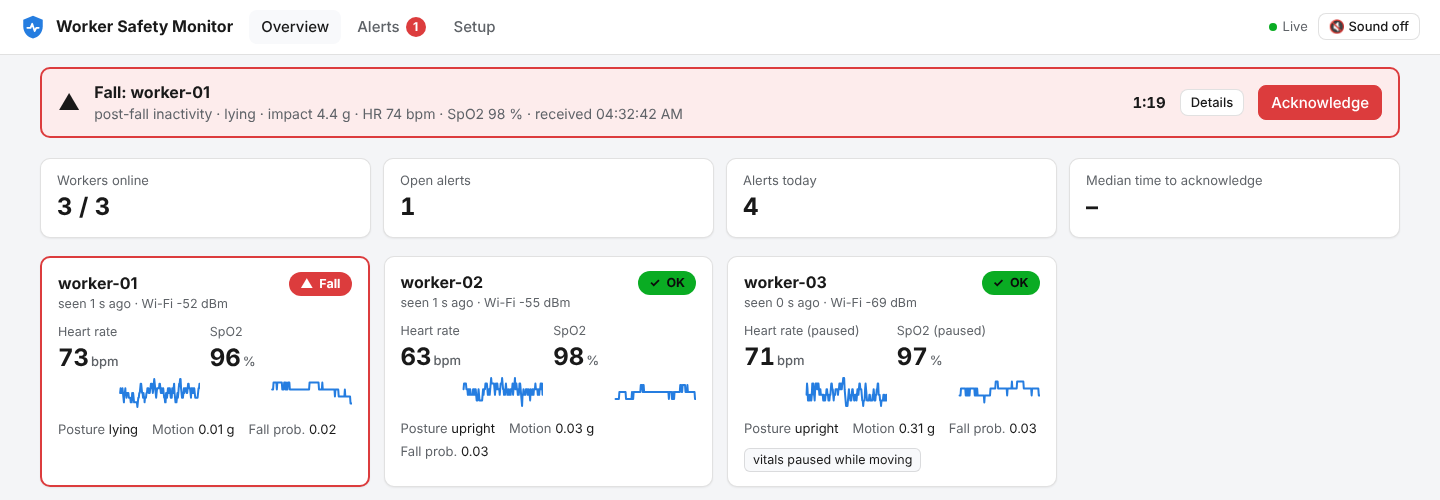 Worker Safety Monitor Overview Alerts 1 Setup Live Sound off
Fall: worker-01
post-fall inactivity · lying · impact 4.4 g · HR 74 bpm · SpO2 98 % · received 04:32:42 AM
1:19 Details Acknowledge
Workers online
3 / 3
Open alerts
1
Alerts today
4
Median time to acknowledge
–
worker-01 Fall
seen 1 s ago · Wi-Fi -52 dBm
Heart rate SpO2
73 bpm 96 %
Posture lying Motion 0.01 g Fall prob. 0.02
worker-02 OK
seen 1 s ago · Wi-Fi -55 dBm
Heart rate SpO2
63 bpm 98 %
Posture upright Motion 0.03 g
Fall prob. 0.03
worker-03 OK
seen 0 s ago · Wi-Fi -69 dBm
Heart rate (paused) SpO2 (paused)
71 bpm 97 %
Posture upright Motion 0.31 g Fall prob. 0.03
vitals paused while moving